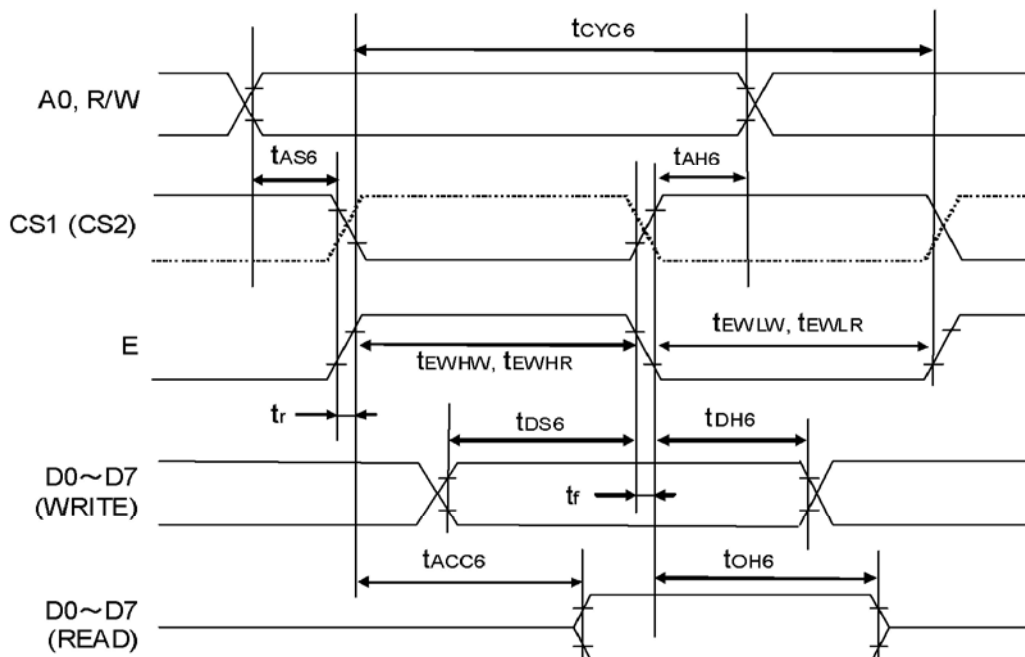 tCYC6
A0, R/W
tAS6
tAH6
CS1 (CS2)
tEWLW, tEWLR
E
tEWHW, tEWHR
tr
tDS6
tDH6
D0～D7
(WRITE)
tf
tACC6
tOH6
D0～D7
(READ)